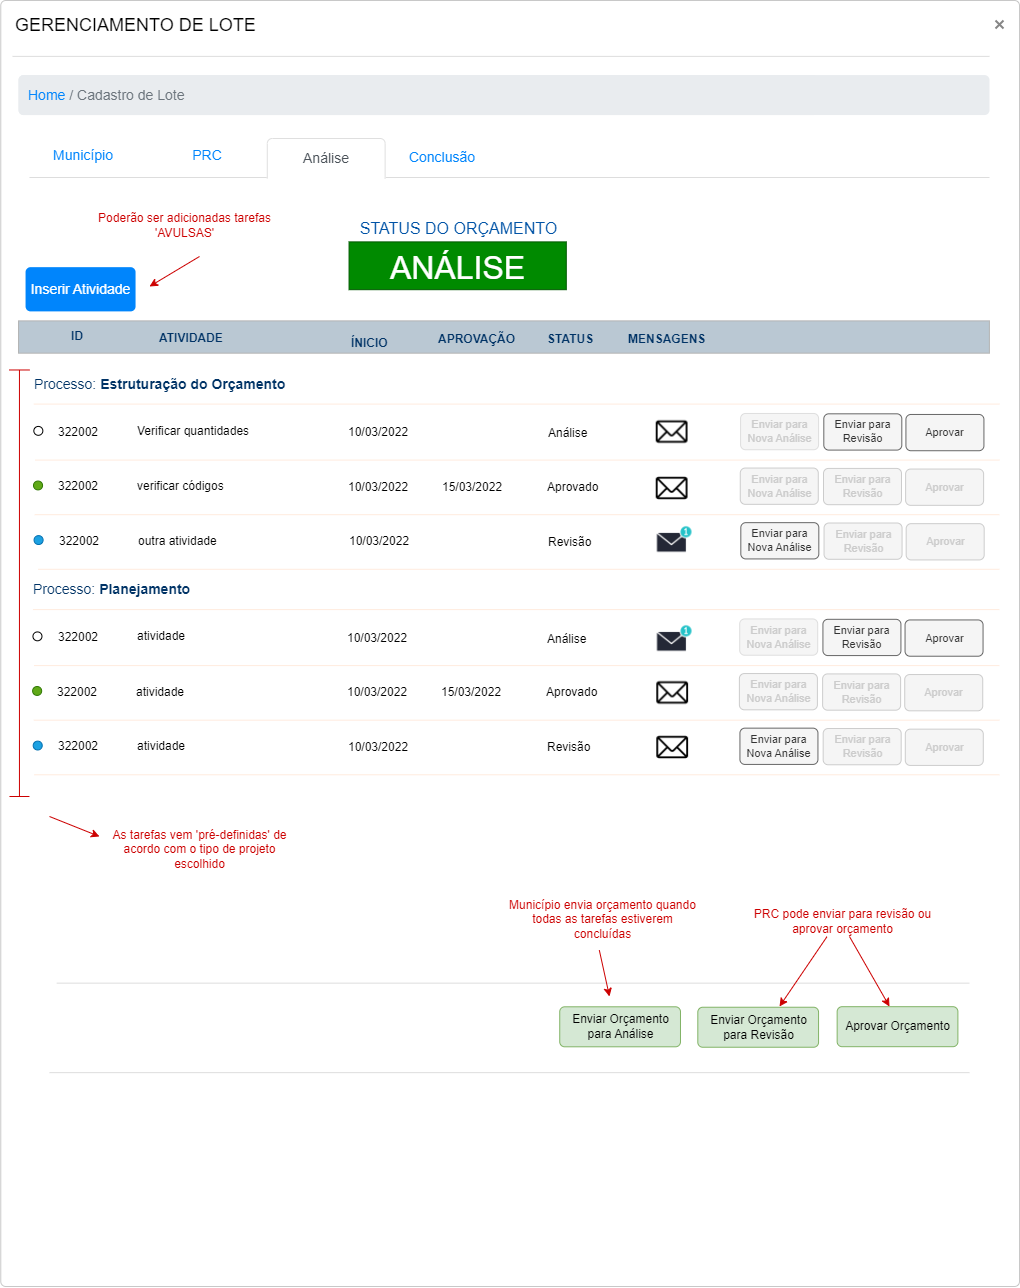 GERENCIAMENTO DE LOTE
×
Home / Cadastro de Lote
Município
PRC
Análise
Conclusão
Poderão ser adicionadas tarefas
'AVULSAS'
STATUS DO ORÇAMENTO
ANÁLISE
Inserir Atividade
ID ATIVIDADE ÍNICIO APROVAÇÃO STATUS MENSAGENS
Processo: Estruturação do Orçamento
322002 Verificar quantidades 10/03/2022 Análise
Enviar para
Nova Análise
Enviar para
Revisão
Aprovar
322002 verificar códigos 10/03/2022 15/03/2022 Aprovado
Enviar para
Nova Análise
Enviar para
Revisão
Aprovar
322002 outra atividade 10/03/2022 Revisão 1
Enviar para
Nova Análise
Enviar para
Revisão
Aprovar
Processo: Planejamento
322002 atividade 10/03/2022 Análise 1
Enviar para
Nova Análise
Enviar para
Revisão
Aprovar
322002 atividade 10/03/2022 15/03/2022 Aprovado
Enviar para
Nova Análise
Enviar para
Revisão
Aprovar
322002 atividade 10/03/2022 Revisão
Enviar para
Nova Análise
Enviar para
Revisão
Aprovar
As tarefas vem 'pré-definidas' de
acordo com o tipo de projeto
escolhido
Município envia orçamento quando
todas as tarefas estiverem
concluídas
PRC pode enviar para revisão ou
aprovar orçamento
Enviar Orçamento
para Análise
Enviar Orçamento
para Revisão
Aprovar Orçamento